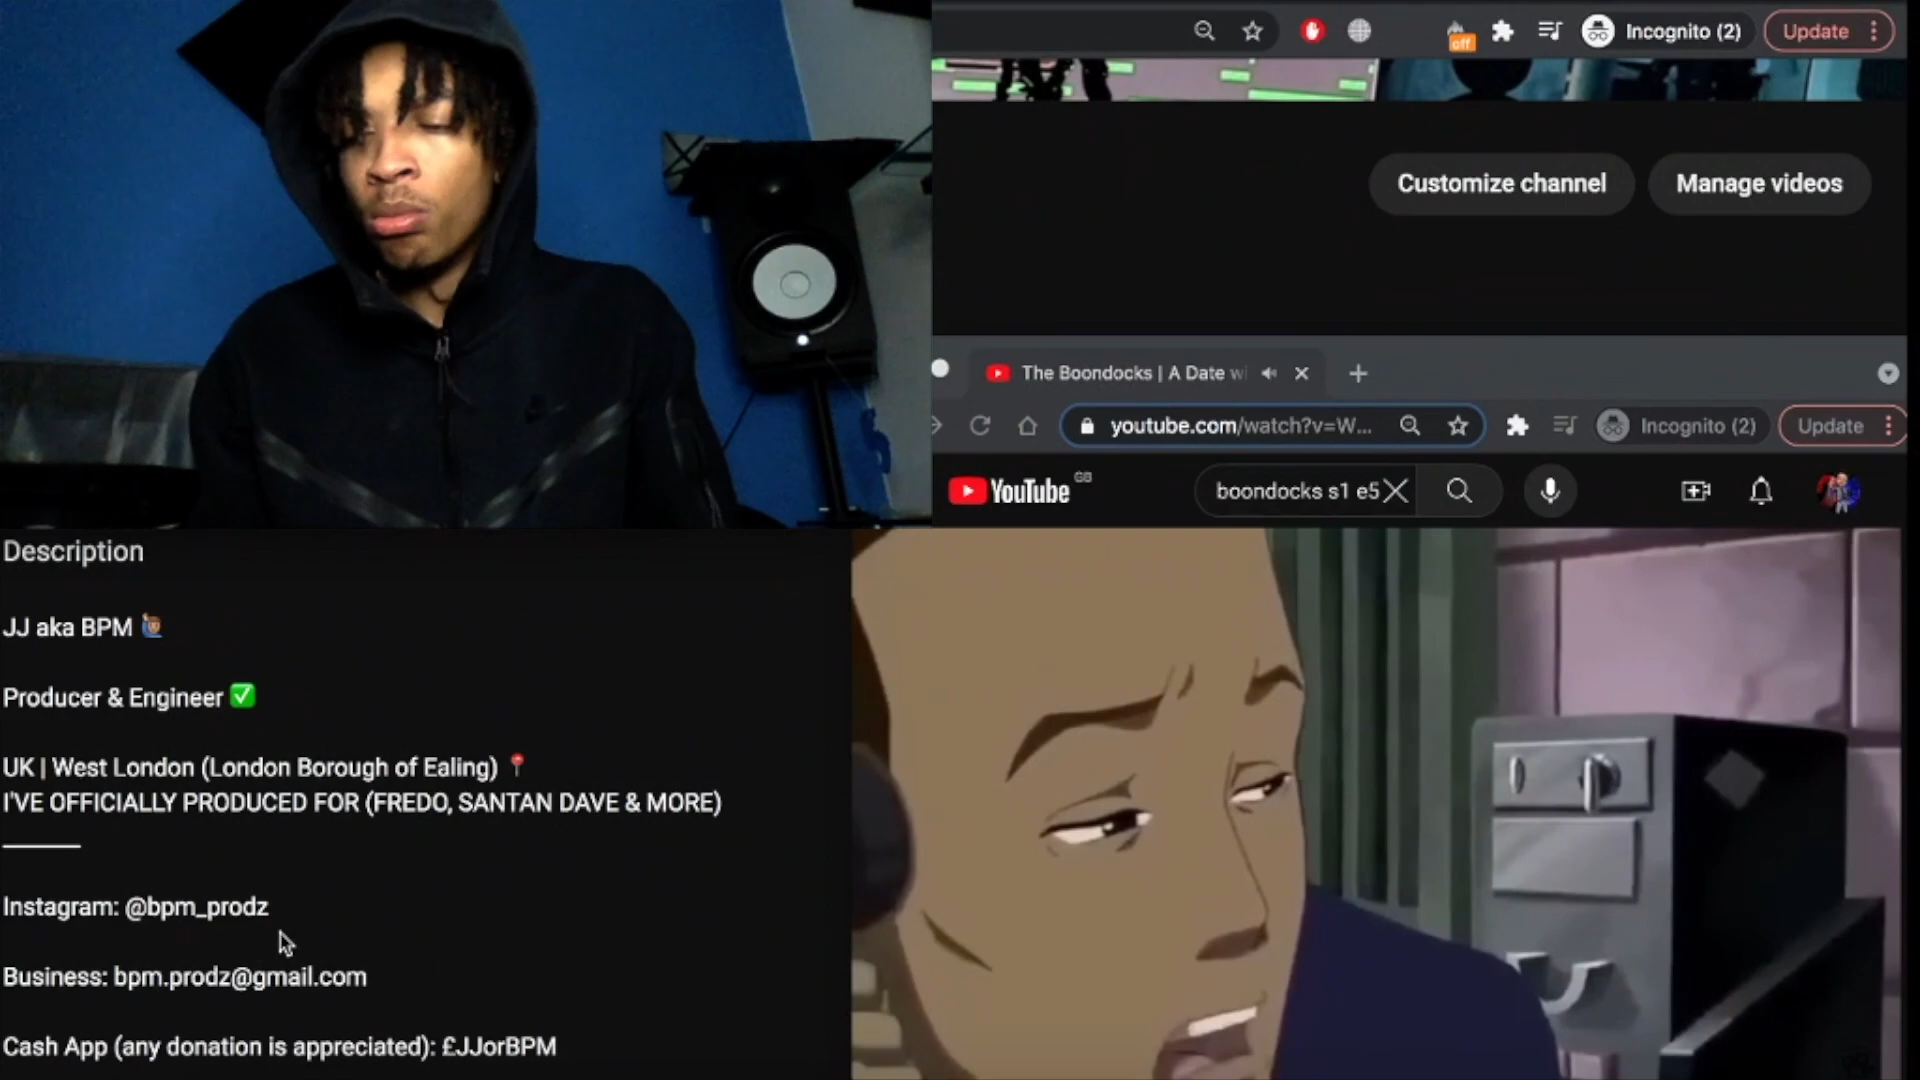 off
Incognito (2)
Update
Customize channel
Manage videos
The Boondocks | A Date wi
youtube.com/watch?v=W...
Incognito (2)
Update
YouTube GB
boondocks s1 e5
Description
JJ aka BPM
Producer & Engineer
UK | West London (London Borough of Ealing)
I'VE OFFICIALLY PRODUCED FOR (FREDO, SANTAN DAVE & MORE)
Instagram: @bpm_prodz
Business: bpm.prodz@gmail.com
Cash App (any donation is appreciated): £JJorBPM